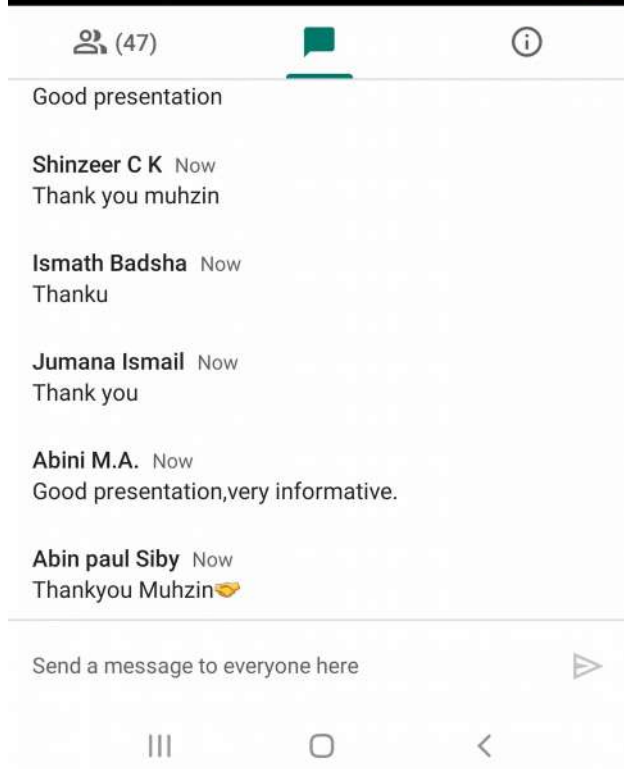 (47)
Good presentation
Shinzeer C K Now
Thank you muhzin
Ismath Badsha Now
Thanku
Jumana Ismail Now
Thank you
Abini M.A. Now
Good presentation,very informative.
Abin paul Siby Now
Thankyou Muhzin🤝
Send a message to everyone here